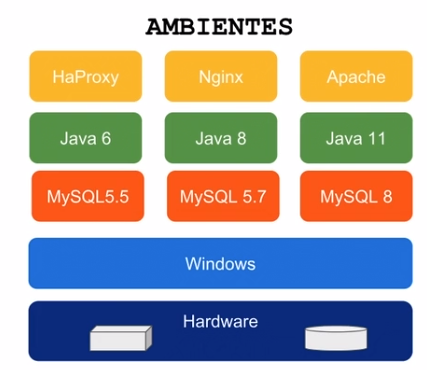 AMBIENTES
HaProxy Nginx Apache
Java 6 Java 8 Java 11
MySQL5.5 MySQL 5.7 MySQL 8
Windows
Hardware